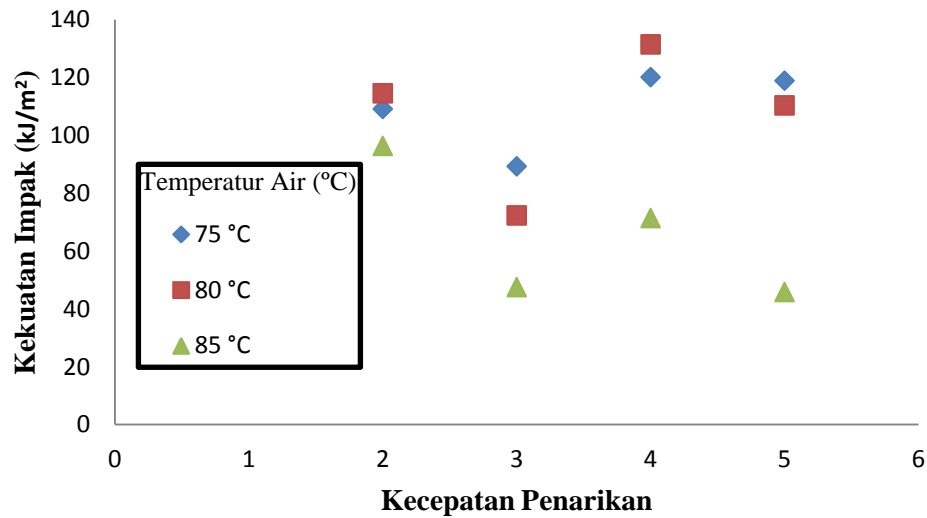 Kekuatan Impak (kJ/m²)
140
120
100
80
60
40
20
0
Temperatur Air (ºC)
75 °C
80 °C
85 °C
0 1 2 3 4 5 6
Kecepatan Penarikan